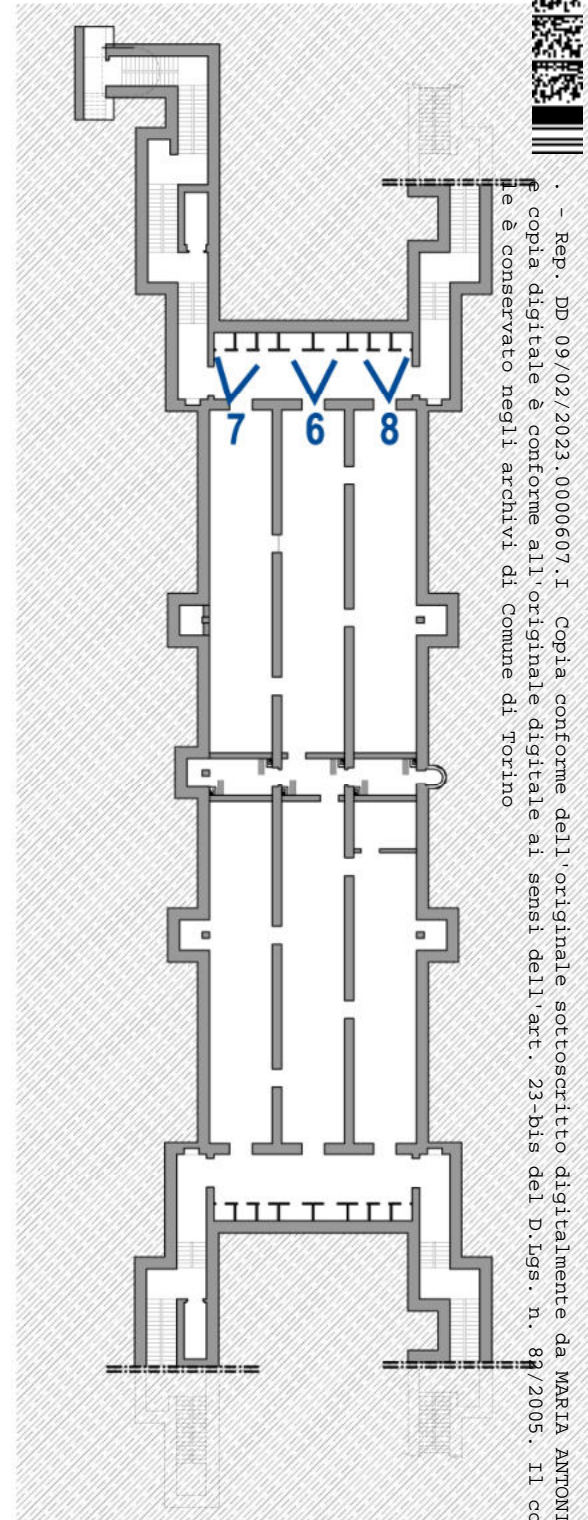 . - Rep. DD 09/02/2023.0000607.I Copia conforme dell'originale sottoscritto digitalmente da MARIA ANTONI
e copia digitale è conforme all'originale digitale ai sensi dell'art. 23-bis del D.Lgs. n. 82/2005. Il co
le è conservato negli archivi di Comune di Torino
7 6 8